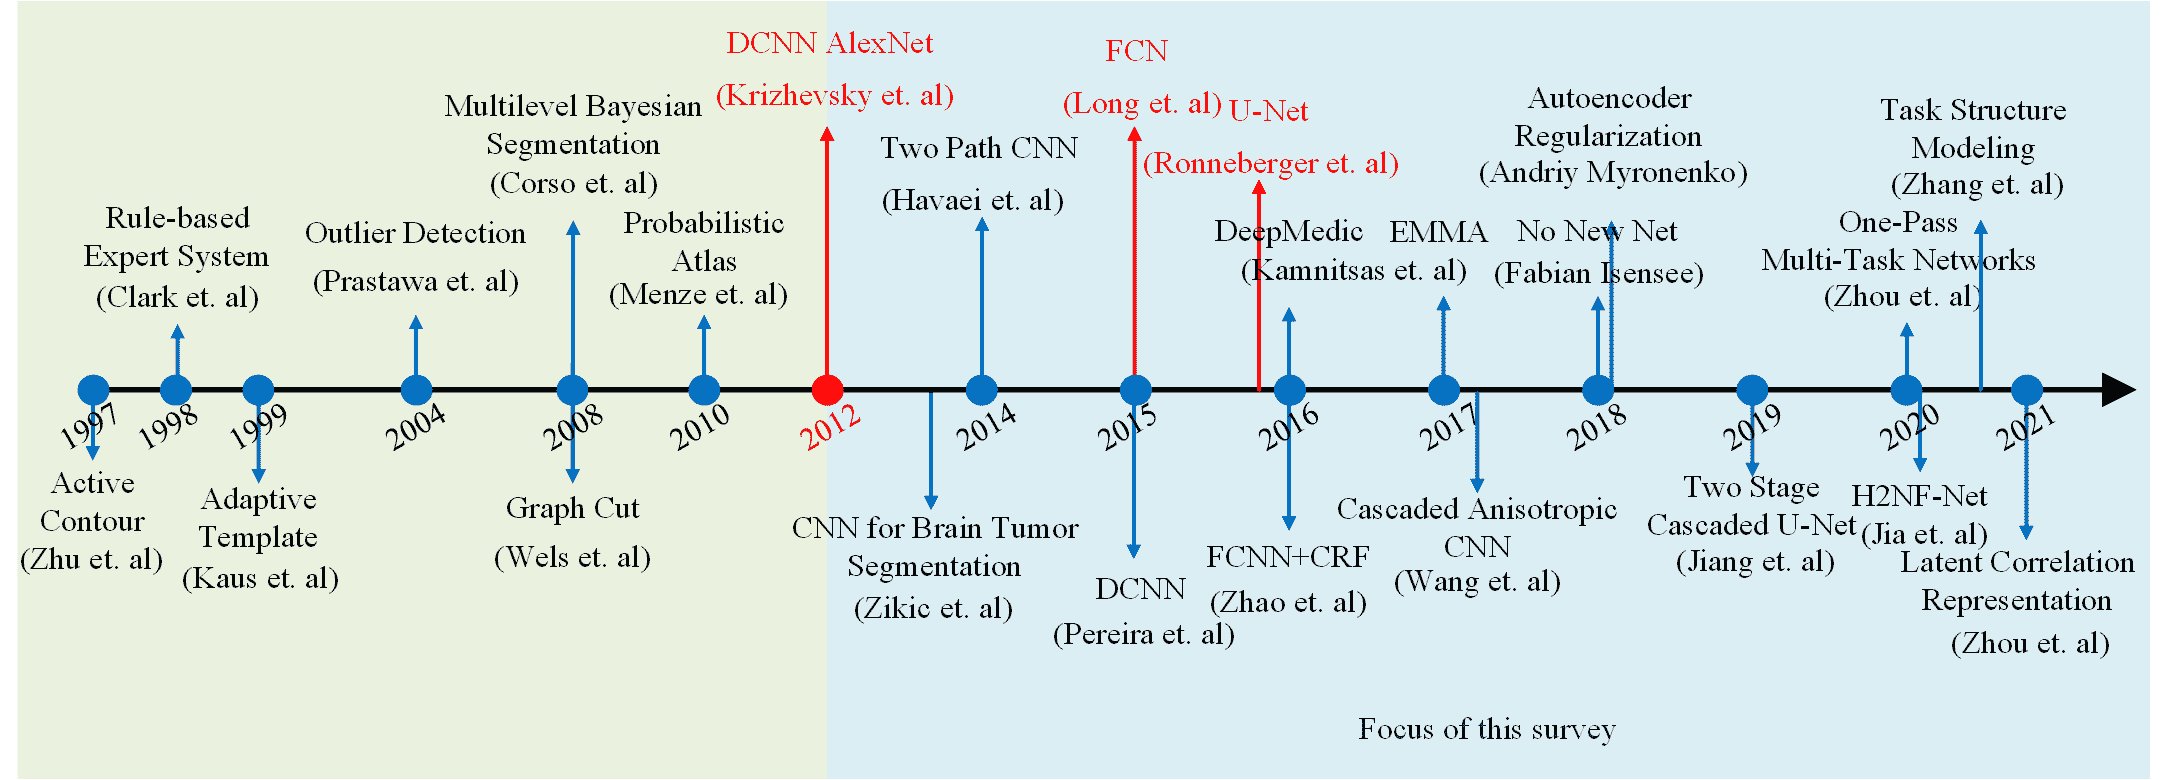 DCNN AlexNet
(Krizhevsky et. al)
FCN
(Long et. al)
U-Net
(Ronneberger et. al)
Multilevel Bayesian
Segmentation
(Corso et. al)
Two Path CNN
(Havaei et. al)
Autoencoder
Regularization
(Andriy Myronenko)
Task Structure
Modeling
(Zhang et. al)
Rule-based
Expert System
(Clark et. al)
Outlier Detection
(Prastawa et. al)
Probabilistic
Atlas
(Menze et. al)
DeepMedic
(Kamnitsas et. al)
EMMA
No New Net
(Fabian Isensee)
One-Pass
Multi-Task Networks
(Zhou et. al)
1997
1998
1999
2004
2008
2010
2012
2014
2015
2016
2017
2018
2019
2020
2021
Active
Contour
(Zhu et. al)
Adaptive
Template
(Kaus et. al)
Graph Cut
(Wels et. al)
CNN for Brain Tumor
Segmentation
(Zikic et. al)
DCNN
(Pereira et. al)
FCNN+CRF
(Zhao et. al)
Cascaded Anisotropic
CNN
(Wang et. al)
Two Stage
Cascaded U-Net
(Jiang et. al)
H2NF-Net
(Jia et. al)
Latent Correlation
Representation
(Zhou et. al)
Focus of this survey